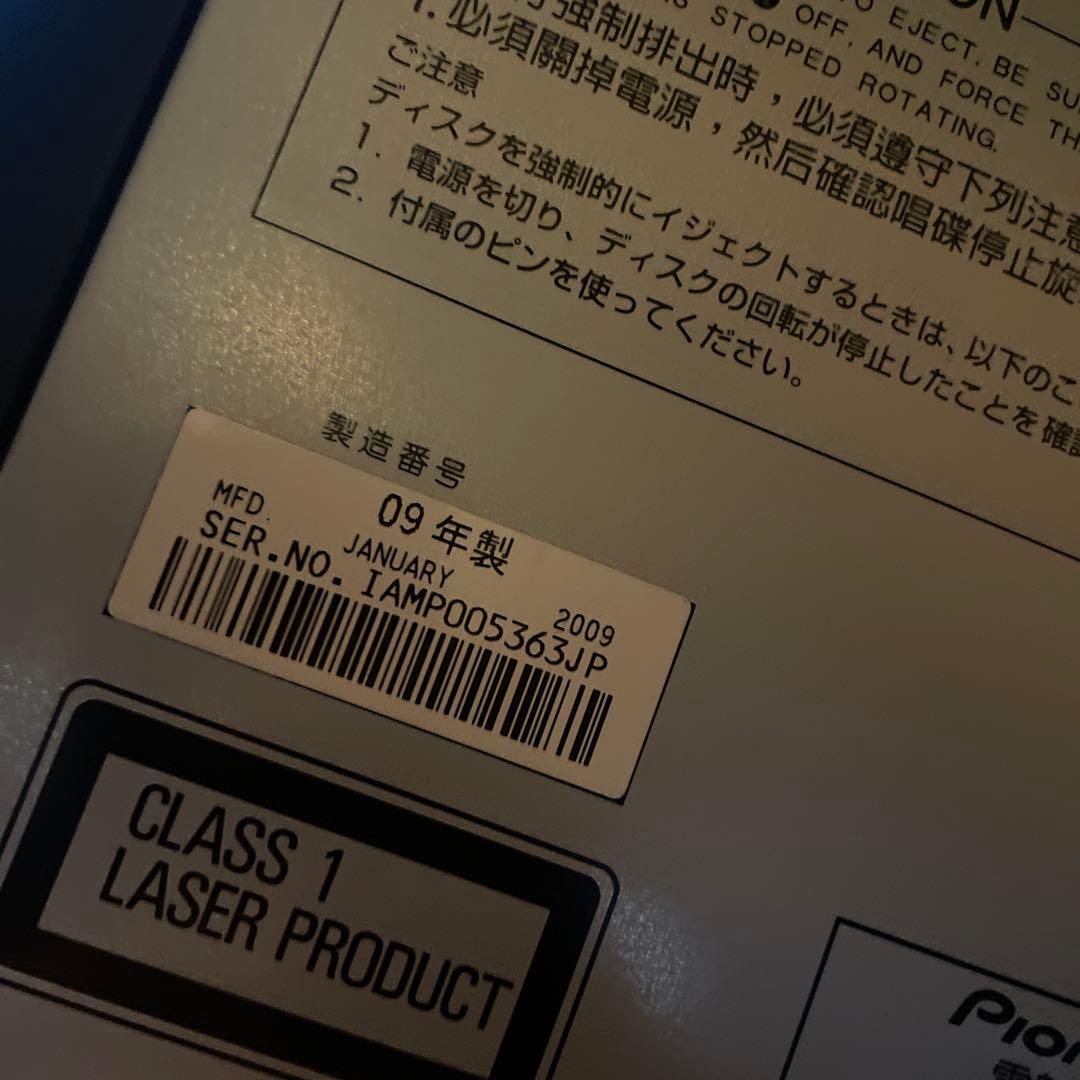 ON
TO EJECT, BE SU
OFF, AND FORCE TH
STOPPED ROTATING.
強制排出時，必須遵守下列注意
1. 必須關掉電源，然后確認唱碟停止旋
ご注意
ディスクを強制的にイジェクトするときは、以下のこ
1. 電源を切り、ディスクの回転が停止したことを確認
2. 付属のピンを使ってください。
製造番号
MFD. 09年製
JANUARY 2009
SER.NO. IAMP005363JP
CLASS 1
LASER PRODUCT
Pion